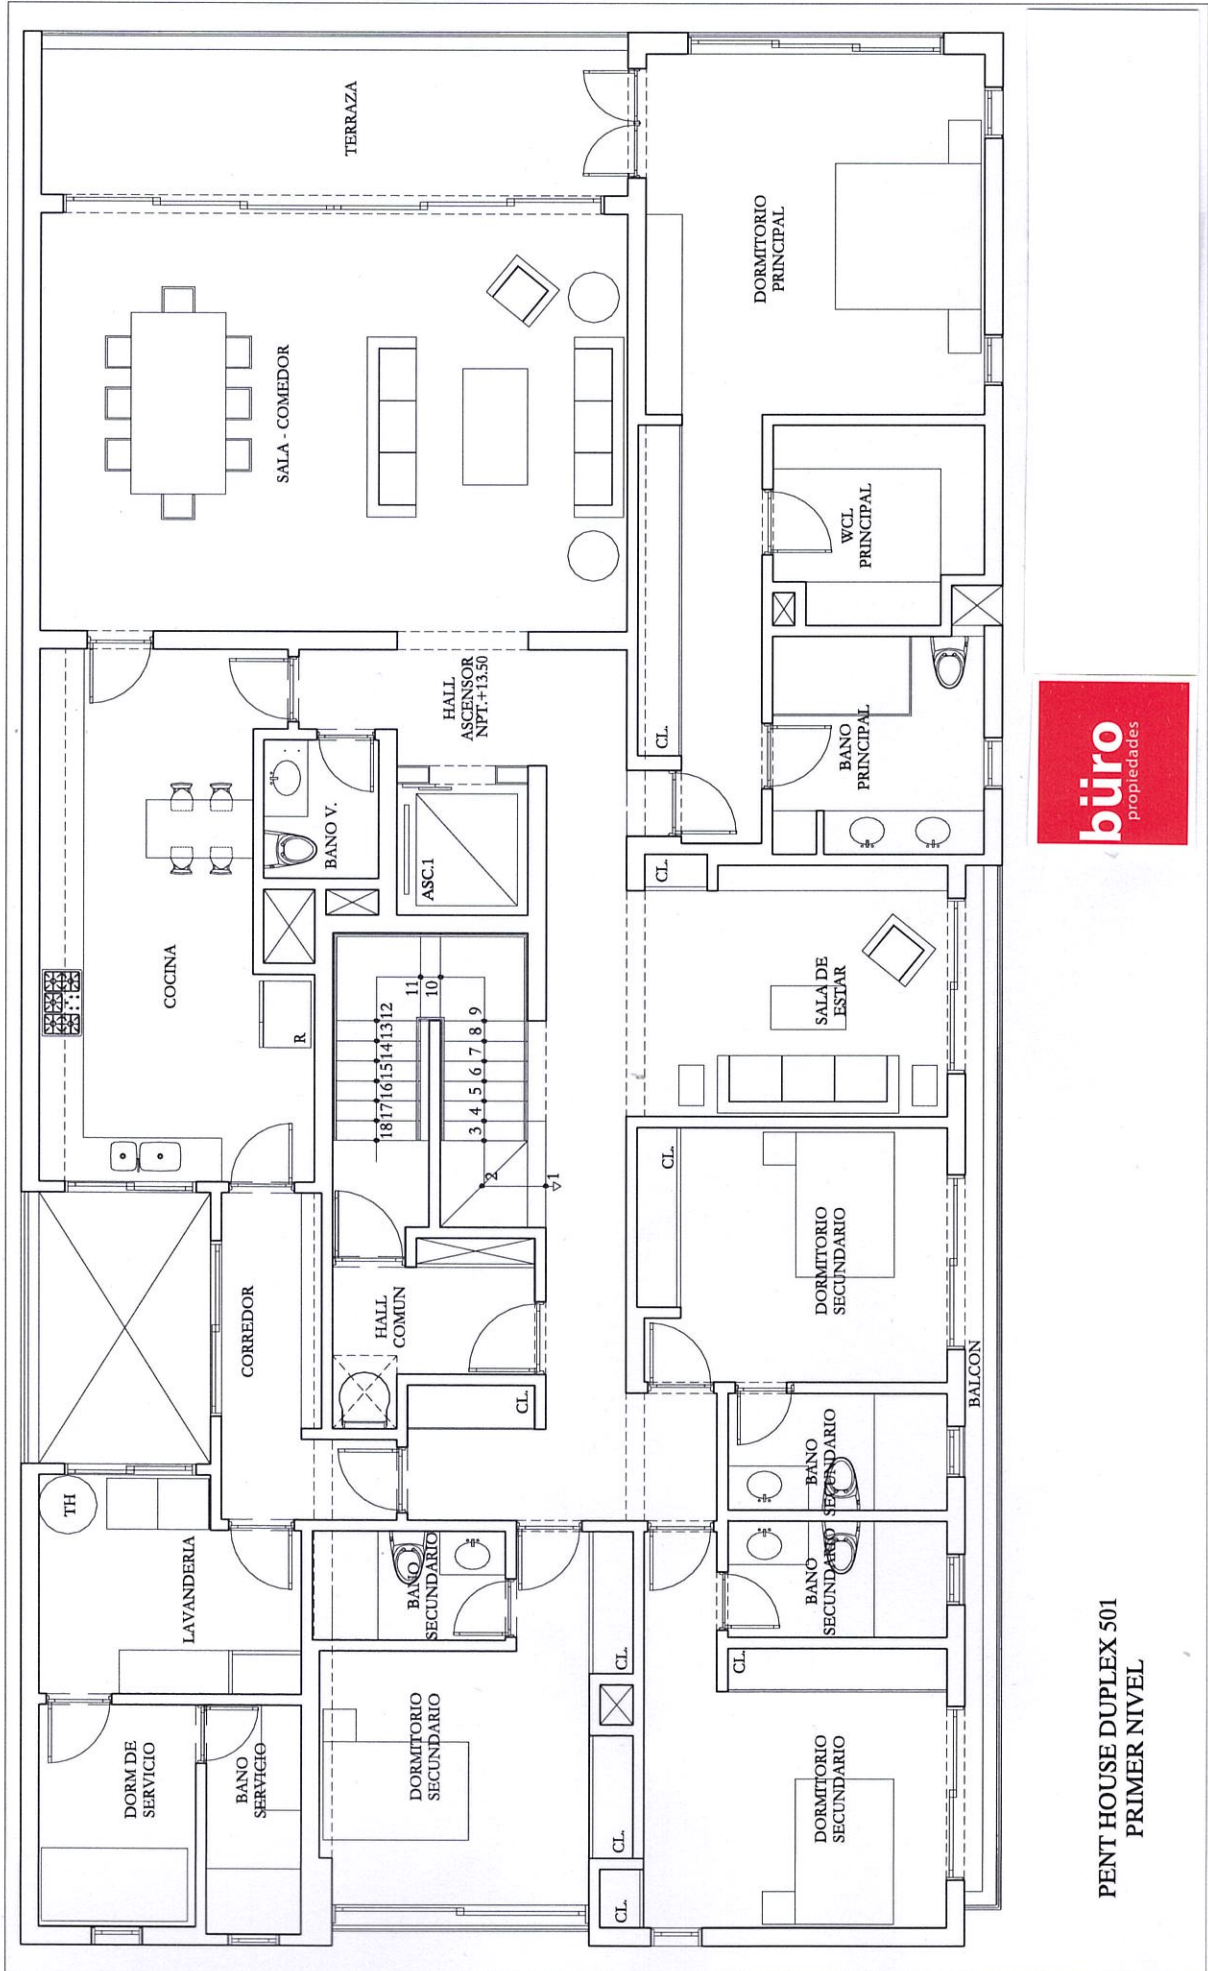 TERRAZA
SALA - COMEDOR
DORMITORIO
PRINCIPAL
WCL
PRINCIPAL
HALL
ASCENSOR
NPT.+13.50
CL.
BANO
PRINCIPAL
BANO V.
ASC.1
COCINA
R
CL.
SALA DE
ESTAR
11
10
12
13
14
15
16
17
18
9
8
7
6
5
4
3
2
1
CL.
DORMITORIO
SECUNDARIO
CORREDOR
HALL
COMUN
CL.
BALCON
BANO
SECUNDARIO
TH
LAVANDERIA
BANO
SECUNDARIO
BANO
SECUNDARIO
CL.
CL.
DORM DE
SERVICIO
BANO
SERVICIO
DORMITORIO
SECUNDARIO
CL.
CL.
DORMITORIO
SECUNDARIO
PENT HOUSE DUPLEX 501
PRIMER NIVEL
büro
propiedades